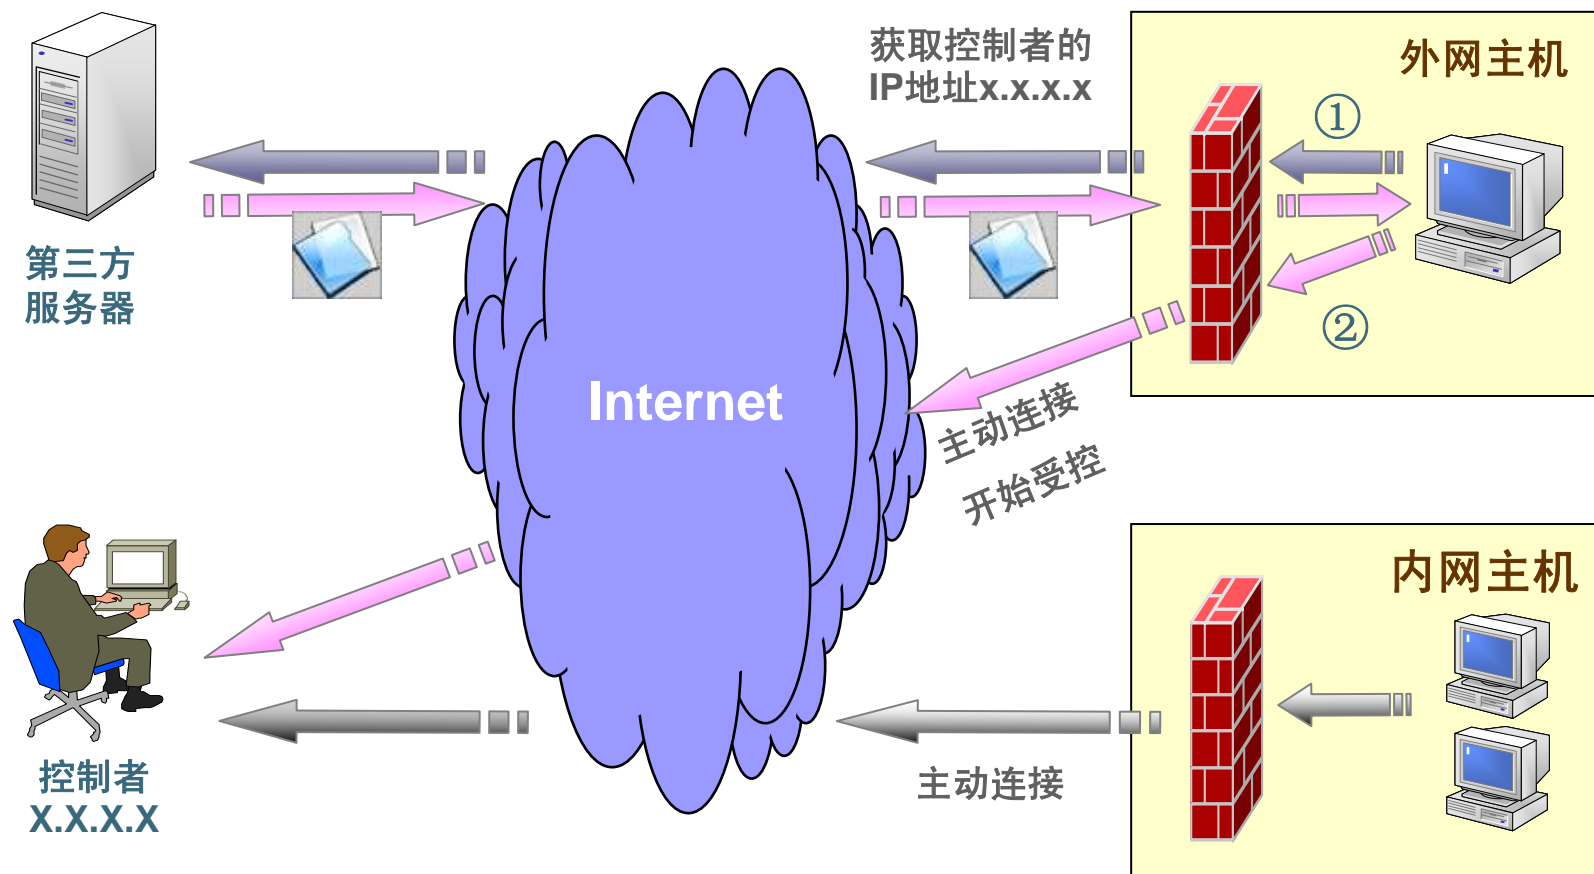 获取控制者的
IP地址x.x.x.x
外网主机
①
第三方
服务器
②
Internet
主动连接
开始受控
内网主机
控制者
X.X.X.X
主动连接